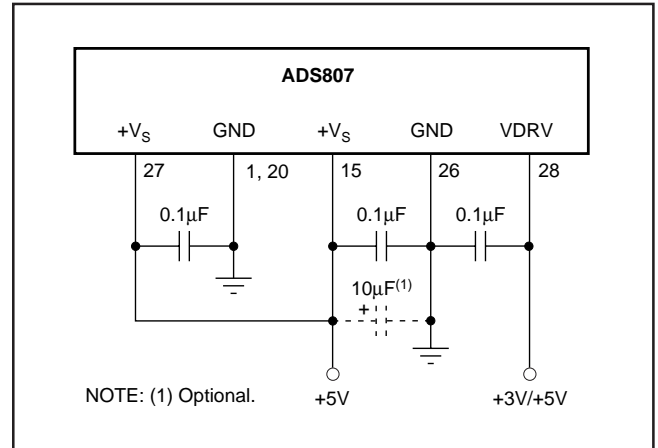 ADS807
+VS GND +VS GND VDRV
27 1, 20 15 26 28
0.1µF 0.1µF 0.1µF
10µF(1)
+
NOTE: (1) Optional. +5V +3V/+5V